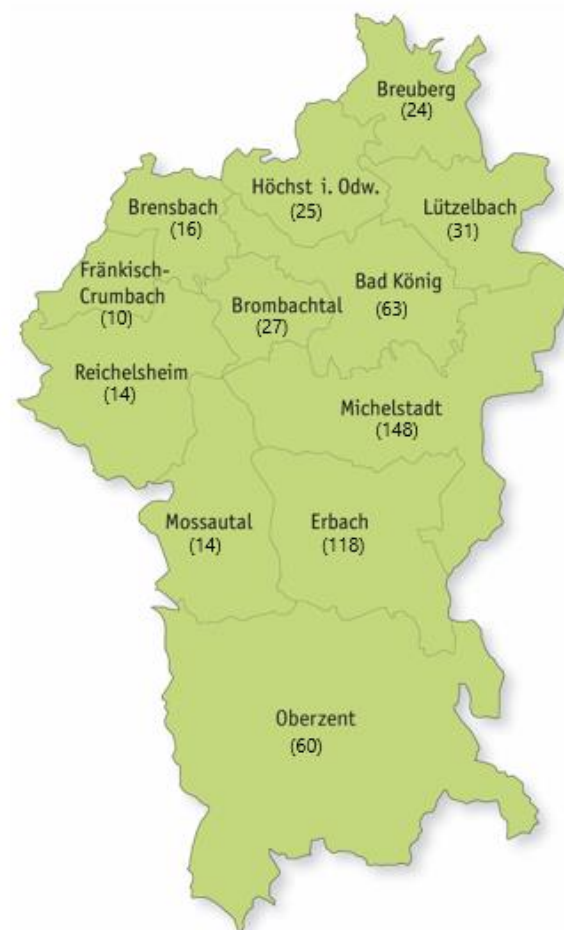 Breuberg
(24)
Höchst i. Odw.
(25)
Lützelbach
(31)
Brensbach
(16)
Fränkisch-
Crumbach
(10)
Brombachtal
(27)
Bad König
(63)
Reichelsheim
(14)
Michelstadt
(148)
Mossautal
(14)
Erbach
(118)
Oberzent
(60)